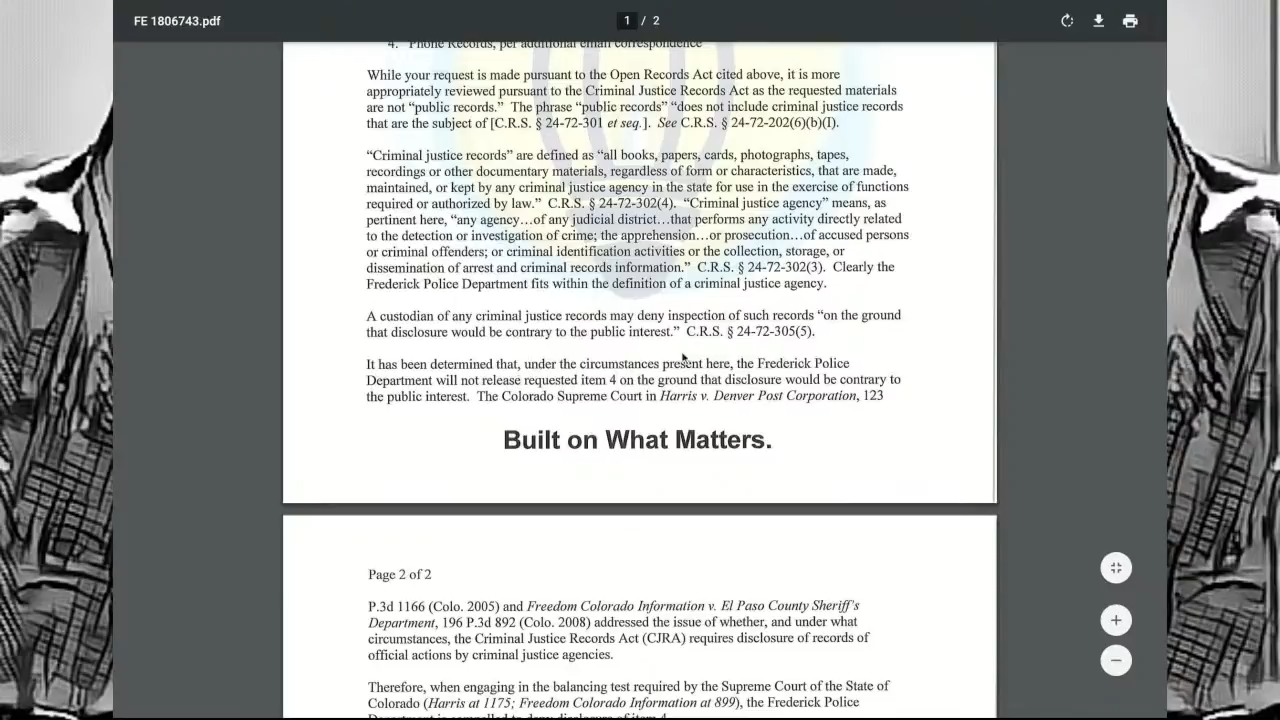 FE 1806743.pdf
1 / 2
4. Phone Records, per additional email correspondence
While your request is made pursuant to the Open Records Act cited above, it is more
appropriately reviewed pursuant to the Criminal Justice Records Act as the requested materials
are not “public records.” The phrase “public records” “does not include criminal justice records
that are the subject of [C.R.S. § 24-72-301 et seq.]. See C.R.S. § 24-72-202(6)(b)(I).
“Criminal justice records” are defined as “all books, papers, cards, photographs, tapes,
recordings or other documentary materials, regardless of form or characteristics, that are made,
maintained, or kept by any criminal justice agency in the state for use in the exercise of functions
required or authorized by law.” C.R.S. § 24-72-302(4). “Criminal justice agency” means, as
pertinent here, “any agency…of any judicial district…that performs any activity directly related
to the detection or investigation of crime; the apprehension…or prosecution…of accused persons
or criminal offenders; or criminal identification activities or the collection, storage, or
dissemination of arrest and criminal records information.” C.R.S. § 24-72-302(3). Clearly the
Frederick Police Department fits within the definition of a criminal justice agency.
A custodian of any criminal justice records may deny inspection of such records “on the ground
that disclosure would be contrary to the public interest.” C.R.S. § 24-72-305(5).
It has been determined that, under the circumstances present here, the Frederick Police
Department will not release requested item 4 on the ground that disclosure would be contrary to
the public interest. The Colorado Supreme Court in Harris v. Denver Post Corporation, 123
Built on What Matters.
Page 2 of 2
P.3d 1166 (Colo. 2005) and Freedom Colorado Information v. El Paso County Sheriff's
Department, 196 P.3d 892 (Colo. 2008) addressed the issue of whether, and under what
circumstances, the Criminal Justice Records Act (CJRA) requires disclosure of records of
official actions by criminal justice agencies.
Therefore, when engaging in the balancing test required by the Supreme Court of the State of
Colorado (Harris at 1175; Freedom Colorado Information at 899), the Frederick Police
Department is compelled to deny disclosure of item 4